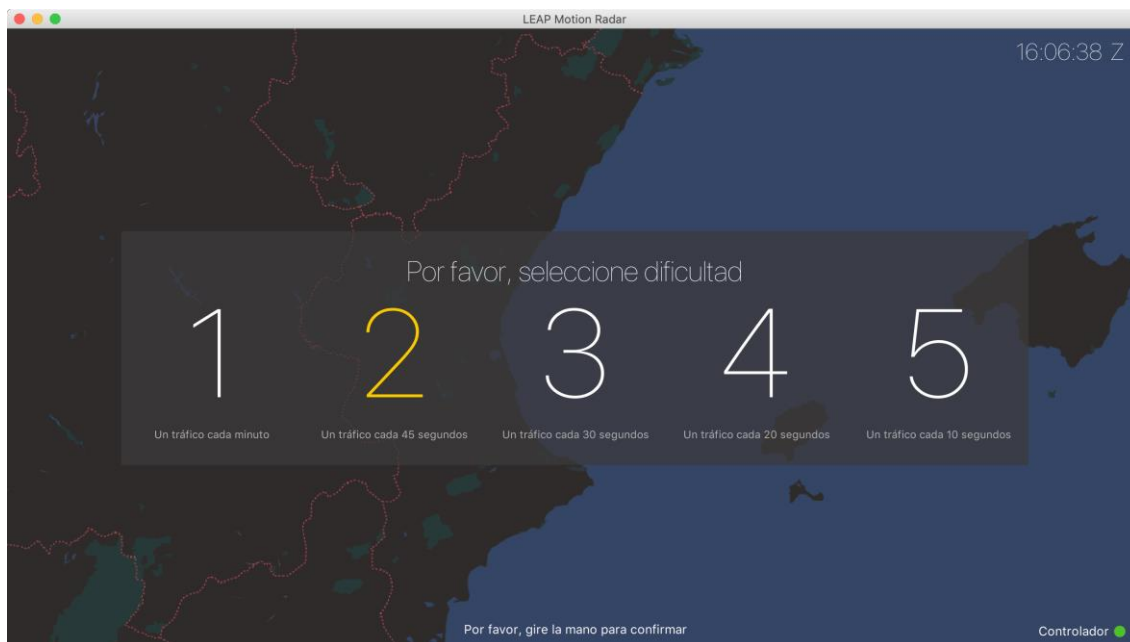 LEAP Motion Radar
16:06:38 Z
Por favor, seleccione dificultad
1 2 3 4 5
Un tráfico cada minuto Un tráfico cada 45 segundos Un tráfico cada 30 segundos Un tráfico cada 20 segundos Un tráfico cada 10 segundos
Por favor, gire la mano para confirmar
Controlador